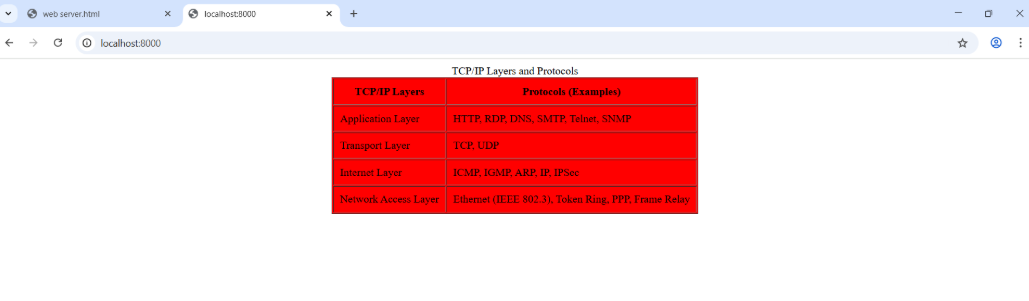 web server.html
localhost:8000
localhost:8000
TCP/IP Layers and Protocols
TCP/IP Layers Protocols (Examples)
Application Layer HTTP, RDP, DNS, SMTP, Telnet, SNMP
Transport Layer TCP, UDP
Internet Layer ICMP, IGMP, ARP, IP, IPSec
Network Access Layer Ethernet (IEEE 802.3), Token Ring, PPP, Frame Relay